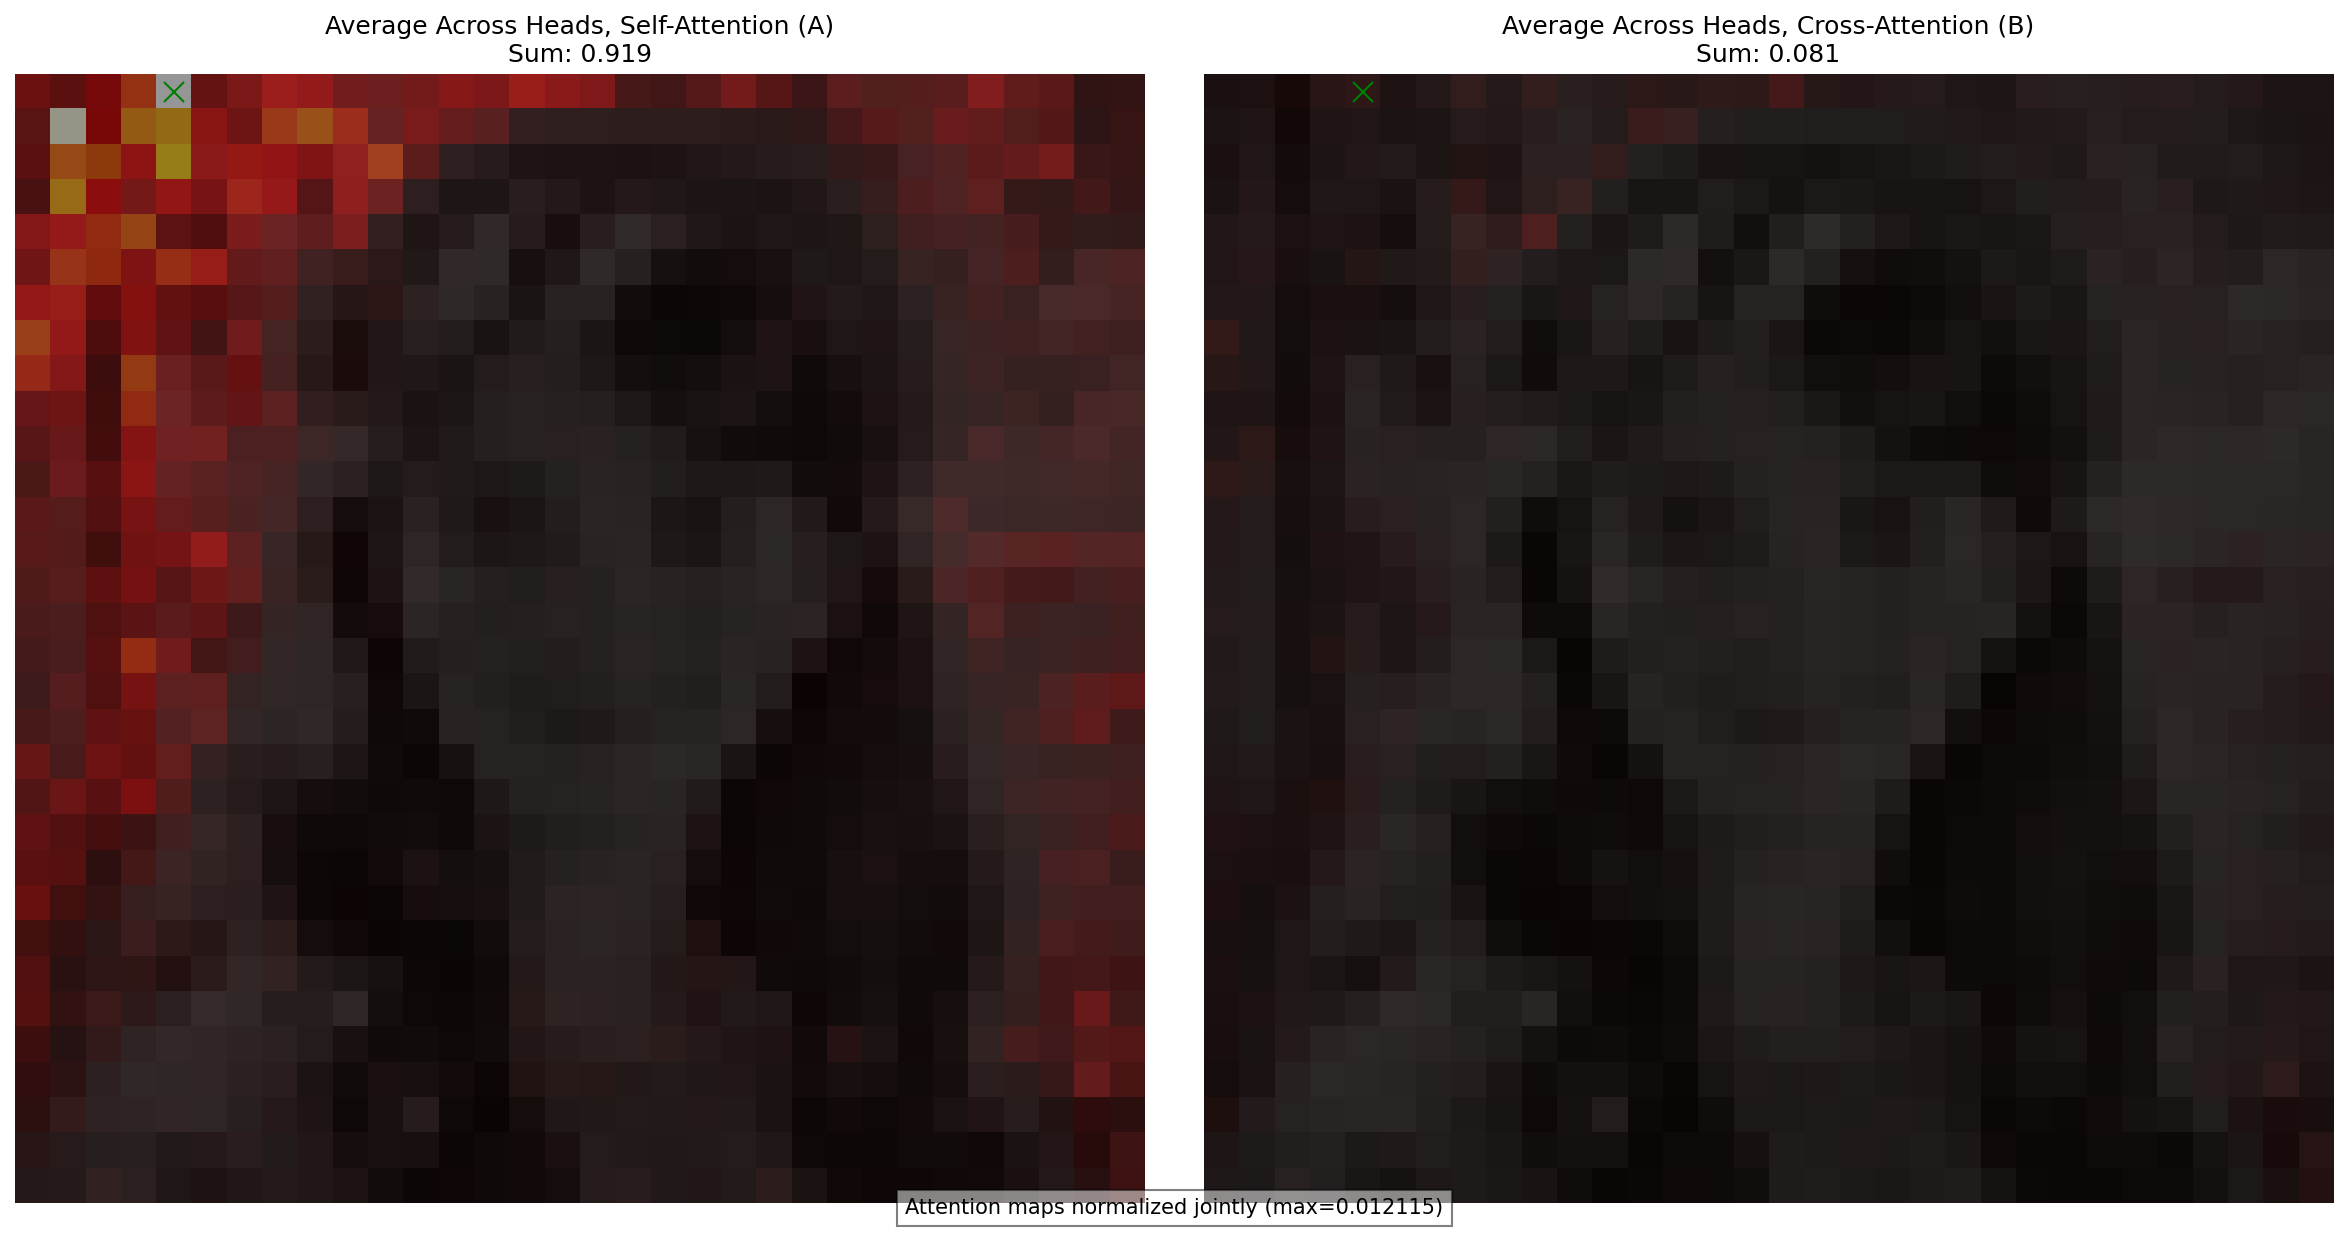 Average Across Heads, Self-Attention (A)
Sum: 0.919
Average Across Heads, Cross-Attention (B)
Sum: 0.081
Attention maps normalized jointly (max=0.012115)